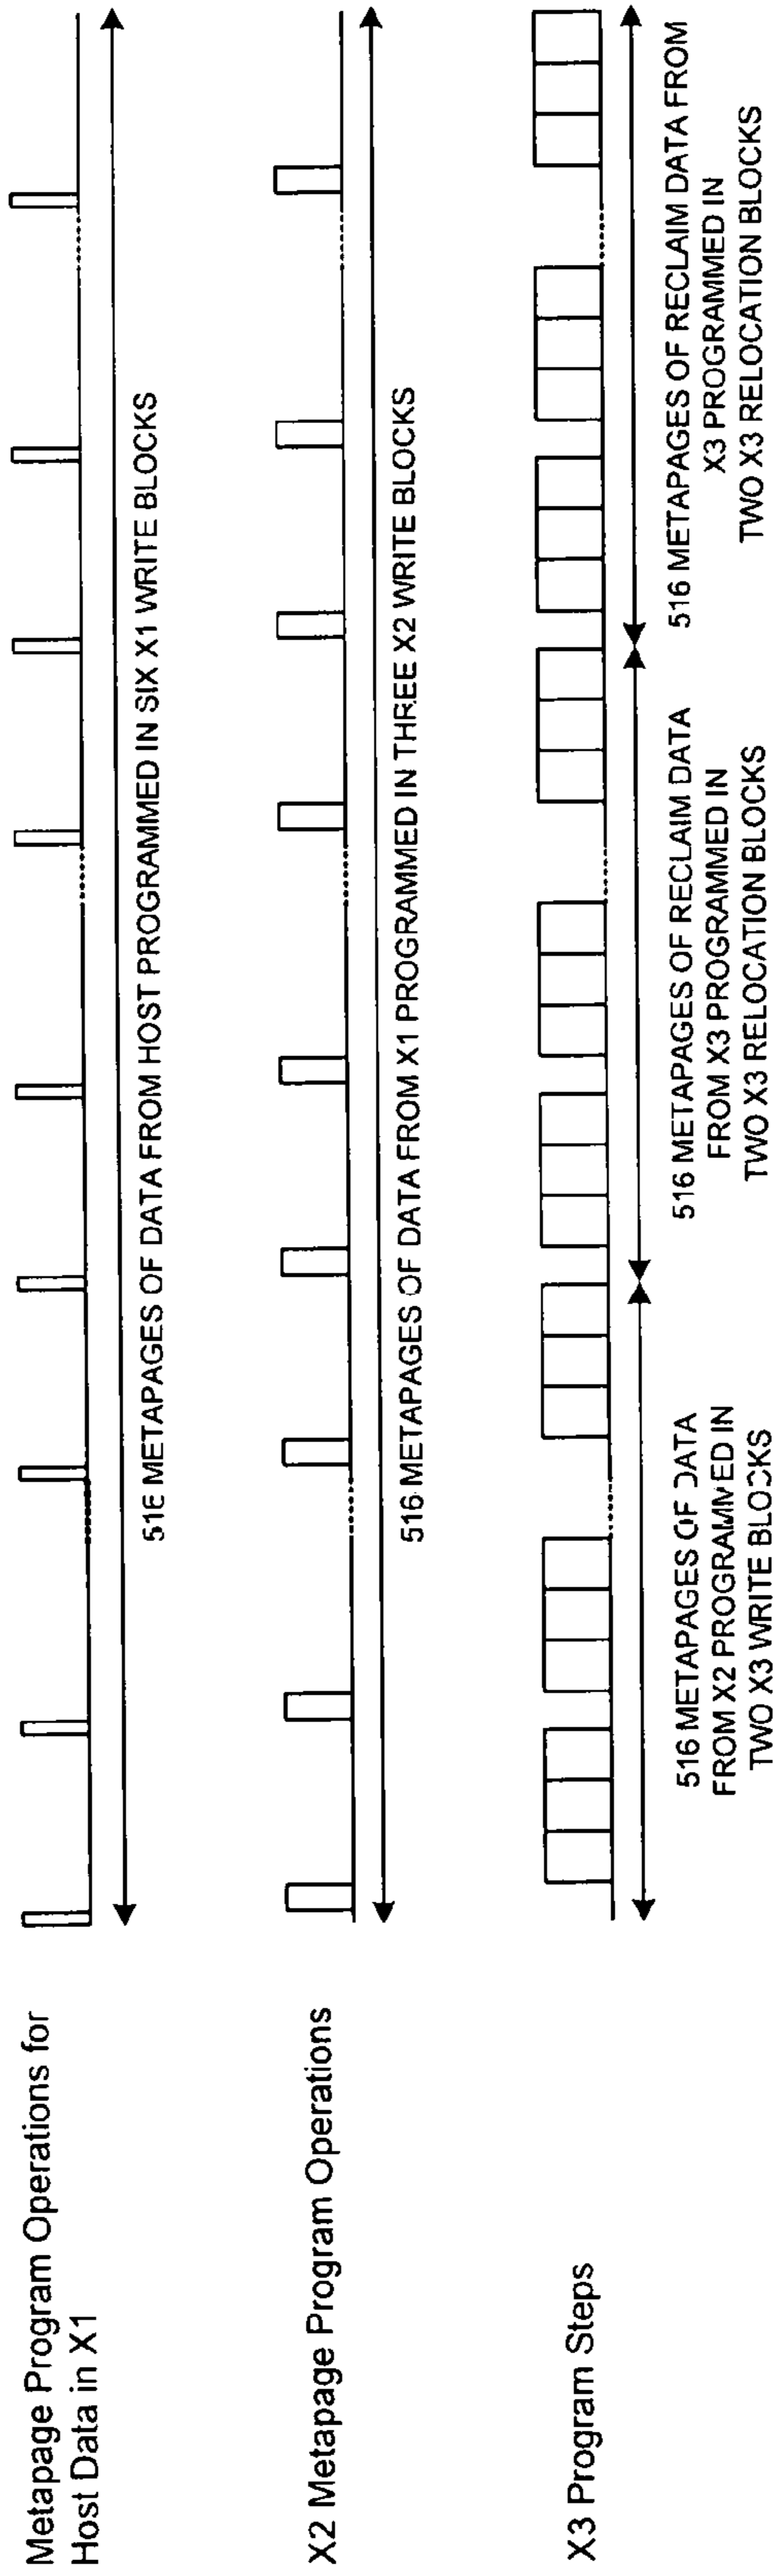 Metapage Program Operations for
Host Data in X1
516 METAPAGES OF DATA FROM HOST PROGRAMMED IN SIX X1 WRITE BLOCKS
X2 Metapage Program Operations
516 METAPAGES OF DATA FROM X1 PROGRAMMED IN THREE X2 WRITE BLOCKS
X3 Program Steps
516 METAPAGES OF DATA
FROM X2 PROGRAMMED IN
TWO X3 WRITE BLOCKS
516 METAPAGES OF RECLAIM DATA
FROM X3 PROGRAMMED IN
TWO X3 RELOCATION BLOCKS
516 METAPAGES OF RECLAIM DATA FROM
X3 PROGRAMMED IN
TWO X3 RELOCATION BLOCKS